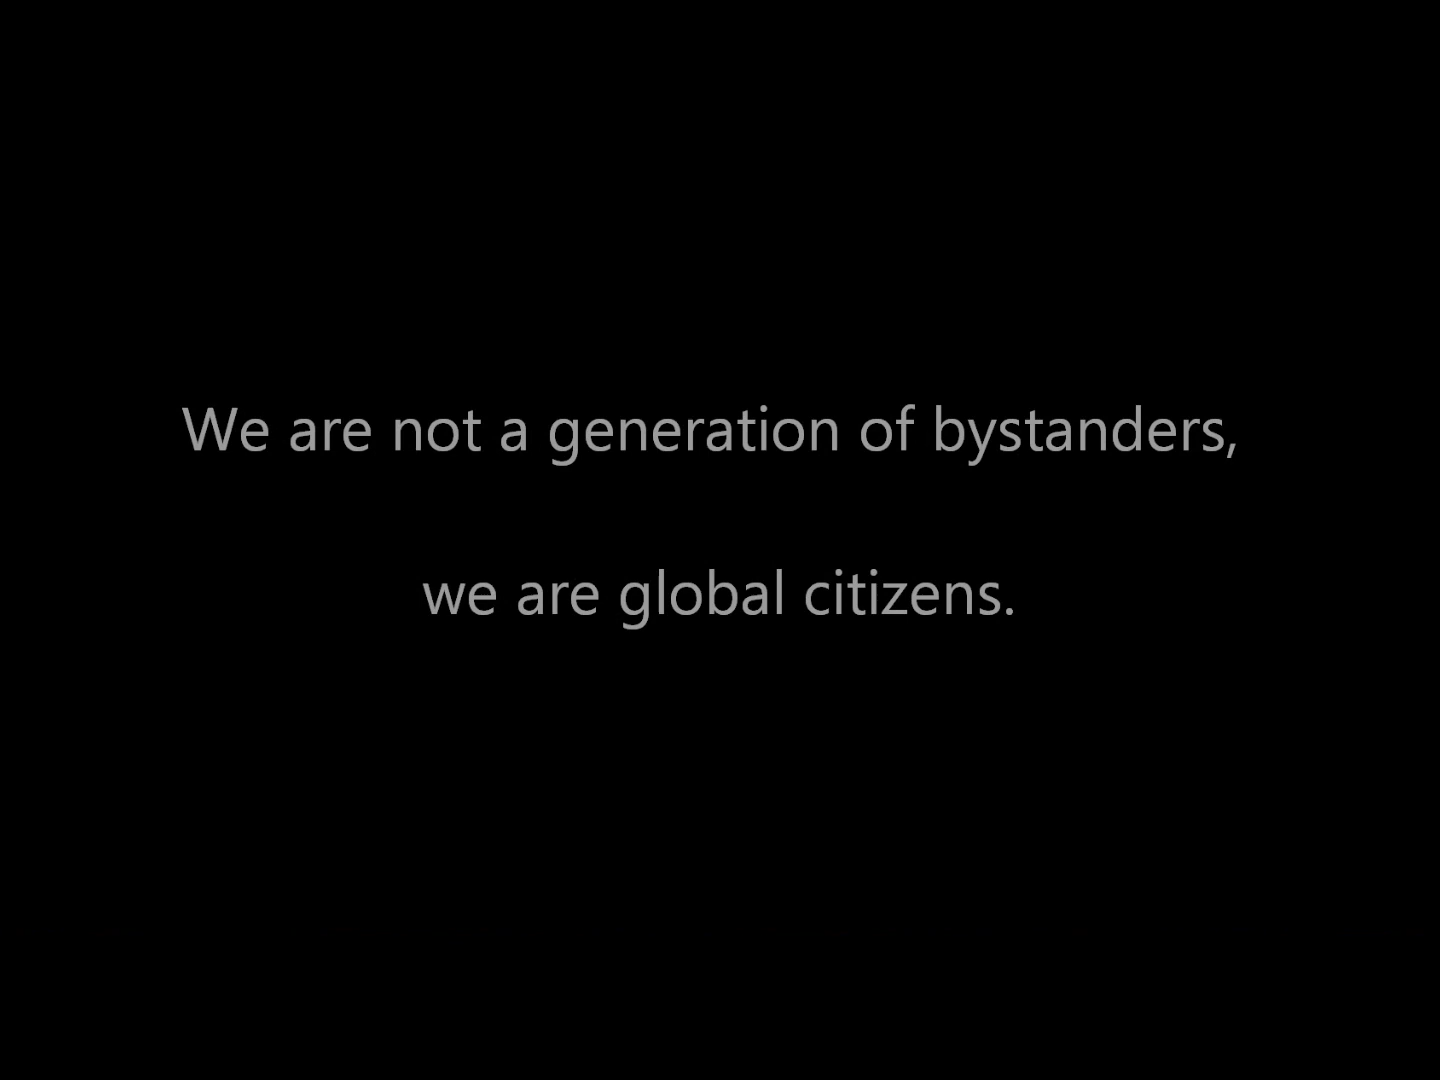 We are not a generation of bystanders,
we are global citizens.